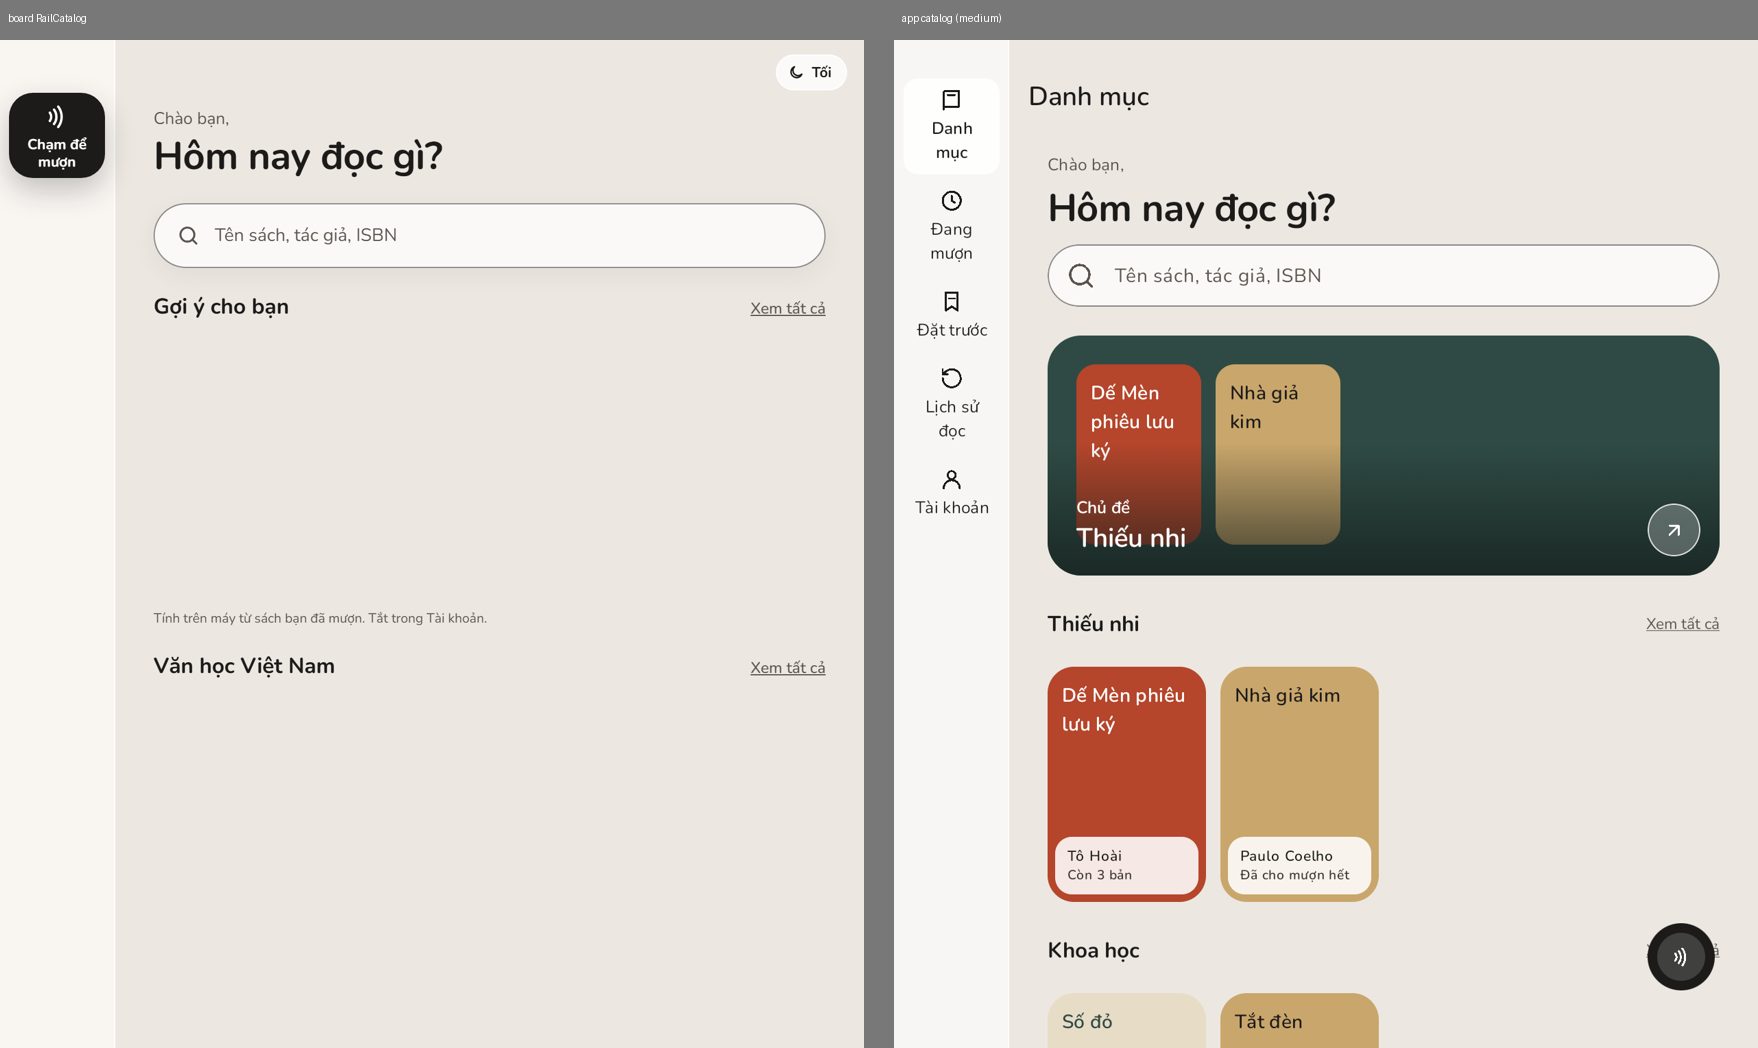 board RailCatalog
Chạm để
mượn
Tối
Chào bạn,
Hôm nay đọc gì?
Tên sách, tác giả, ISBN
Gợi ý cho bạn
Xem tất cả
Tính trên máy từ sách bạn đã mượn. Tắt trong Tài khoản.
Văn học Việt Nam
Xem tất cả
app catalog (medium)
Danh
mục
Đang
mượn
Đặt trước
Lịch sử
đọc
Tài khoản
Danh mục
Chào bạn,
Hôm nay đọc gì?
Tên sách, tác giả, ISBN
Dế Mèn
phiêu lưu
ký
Nhà giả
kim
Chủ đề
Thiếu nhi
Thiếu nhi
Xem tất cả
Dế Mèn phiêu
lưu ký
Tô Hoài
Còn 3 bản
Nhà giả kim
Paulo Coelho
Đã cho mượn hết
Khoa học
Số đỏ
Tắt đèn